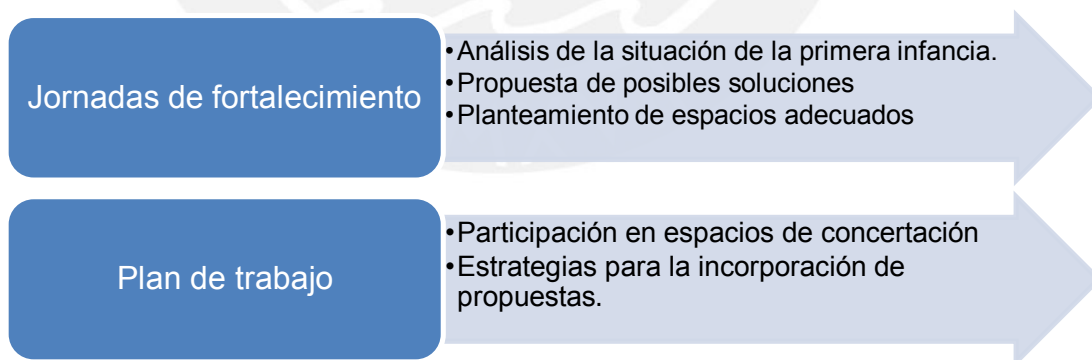 Jornadas de fortalecimiento
•Análisis de la situación de la primera infancia.
•Propuesta de posibles soluciones
•Planteamiento de espacios adecuados
Plan de trabajo
•Participación en espacios de concertación
•Estrategias para la incorporación de
propuestas.